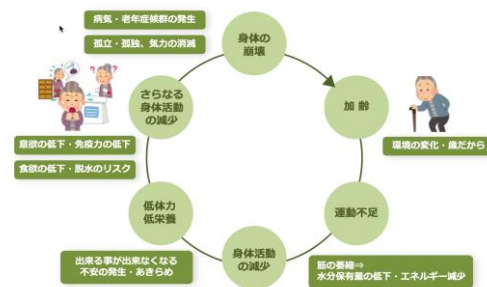 病気・老年症候群の発生
孤立・孤独、気力の消滅
身体の
崩壊
さらなる
身体活動
の減少
加 齢
意欲の低下・免疫力の低下
食欲の低下・脱水のリスク
環境の変化・歳だから
低体力
低栄養
運動不足
身体活動
の減少
出来る事が出来なくなる
不安の発生・あきらめ
筋の萎縮⇒
水分保有量の低下・エネルギー減少